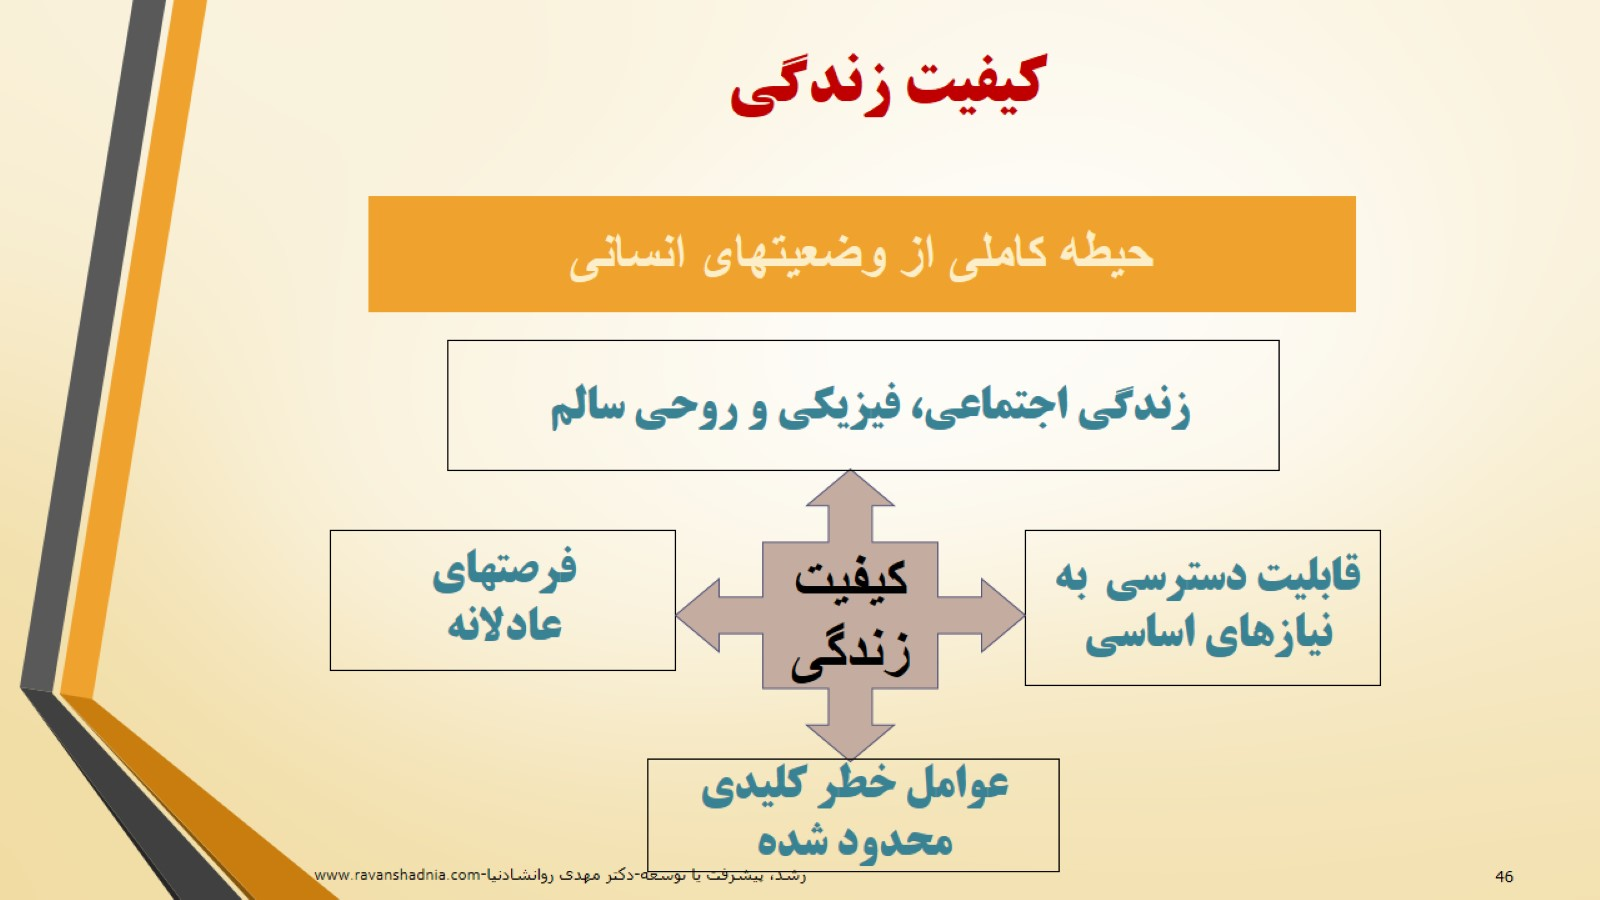 کیفیت زندگی
حیطه کاملی از وضعیتهای انسانی
زندگی اجتماعی، فیزیکی و روحی سالم
قابلیت دسترسی به
نیازهای اساسی
کیفیت
زندگی
فرصتهای
عادلانه
عوامل خطر کلیدی
محدود شده
رشد، پیشرفت یا توسعه-دکتر مهدی روانشادنیا-www.ravanshadnia.com
46